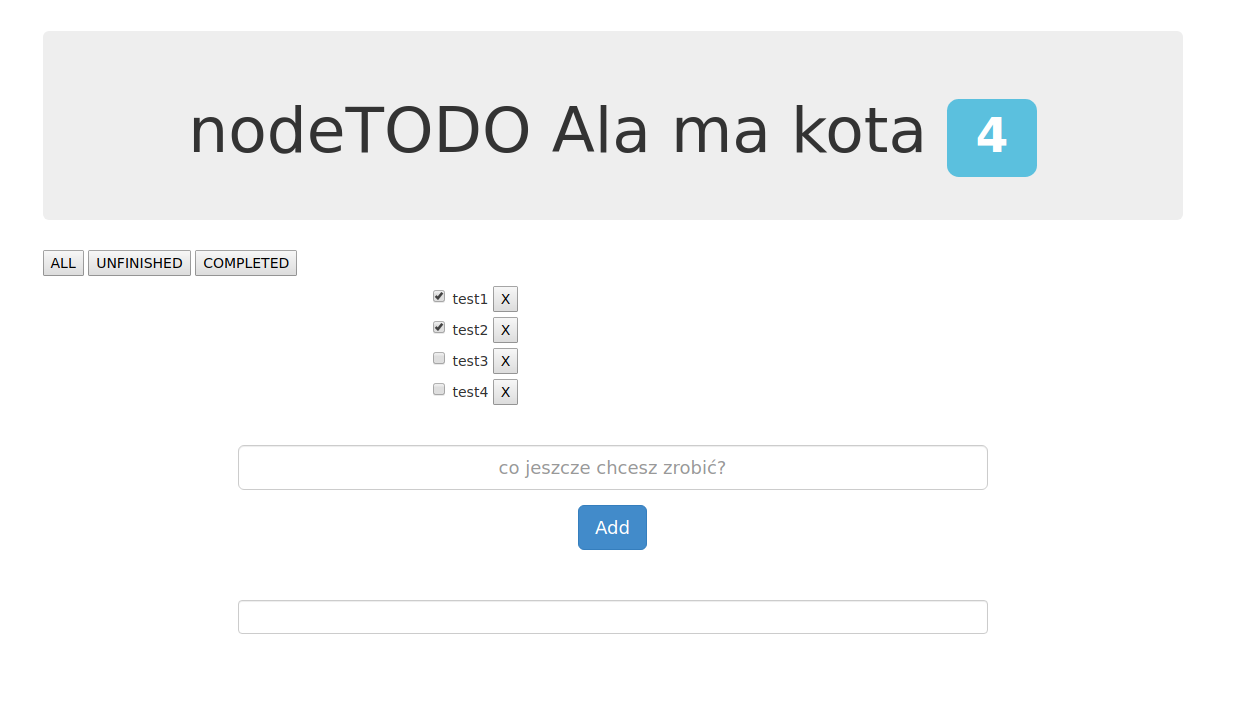 nodeTODO Ala ma kota 4
ALL UNFINISHED COMPLETED
test1 X
test2 X
test3 X
test4 X
co jeszcze chcesz zrobić?
Add